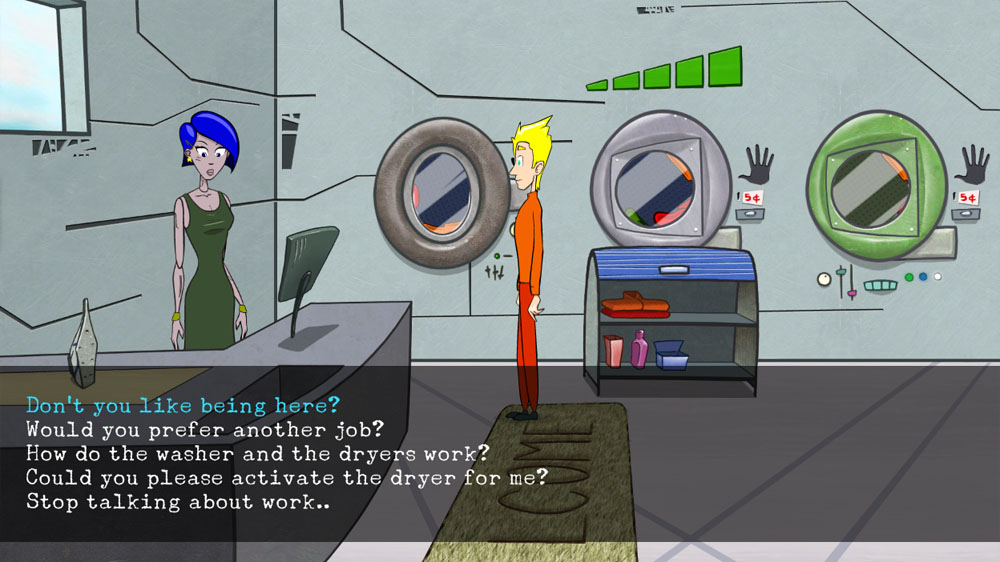 5¢
5¢
Don't you like being here?
Would you prefer another job?
How do the washer and the dryers work?
Could you please activate the dryer for me?
Stop talking about work..